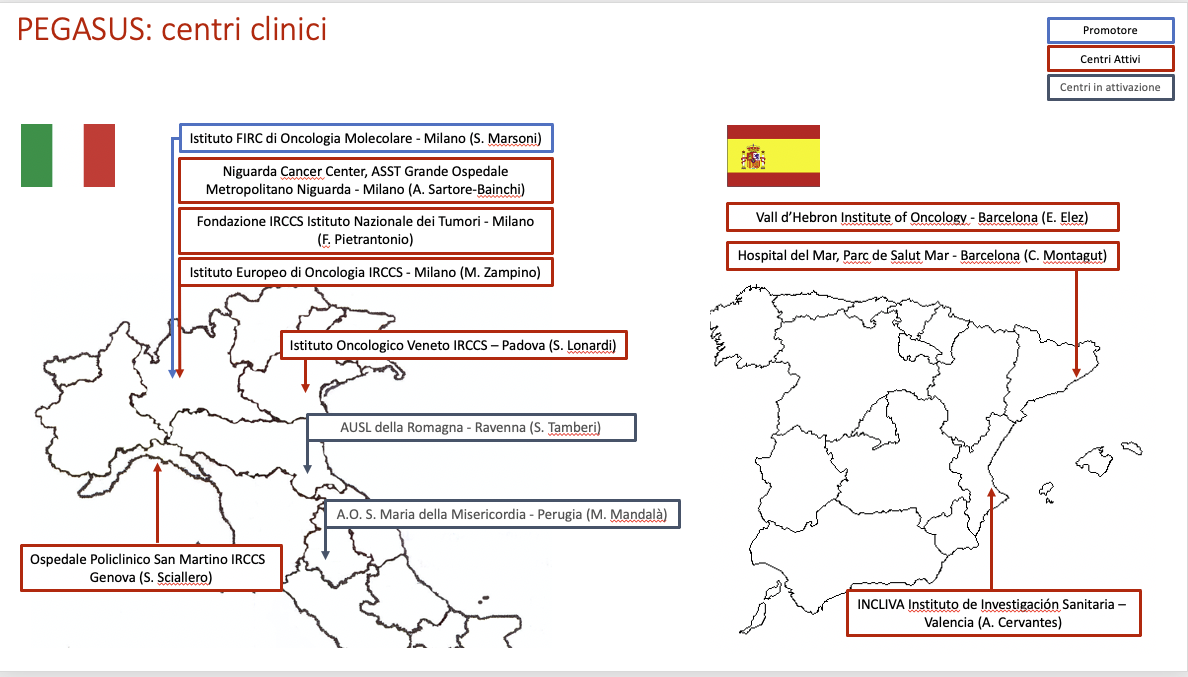 PEGASUS: centri clinici
Promotore
Centri Attivi
Centri in attivazione
Istituto FIRC di Oncologia Molecolare - Milano (S. Marsoni)
Niguarda Cancer Center, ASST Grande Ospedale
Metropolitano Niguarda - Milano (A. Sartore-Bainchi)
Fondazione IRCCS Istituto Nazionale dei Tumori - Milano
(F. Pietrantonio)
Istituto Europeo di Oncologia IRCCS - Milano (M. Zampino)
Istituto Oncologico Veneto IRCCS – Padova (S. Lonardi)
AUSL della Romagna - Ravenna (S. Tamberi)
A.O. S. Maria della Misericordia - Perugia (M. Mandalà)
Ospedale Policlinico San Martino IRCCS
Genova (S. Sciallero)
Vall d’Hebron Institute of Oncology - Barcelona (E. Elez)
Hospital del Mar, Parc de Salut Mar - Barcelona (C. Montagut)
INCLIVA Instituto de Investigación Sanitaria –
Valencia (A. Cervantes)